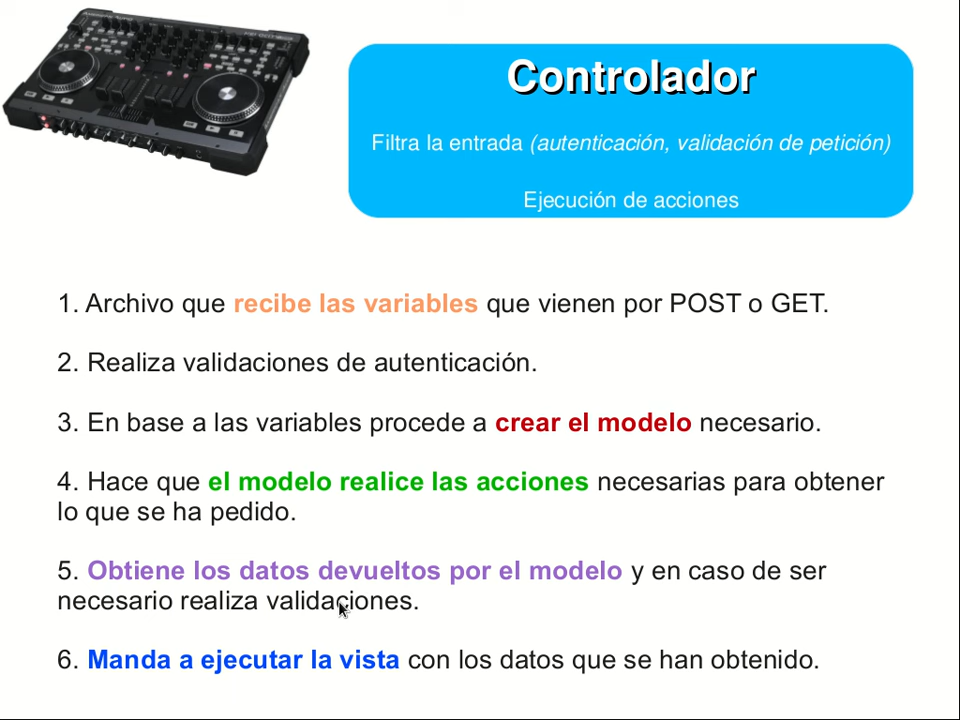 Controlador
Filtra la entrada (autenticación, validación de petición)
Ejecución de acciones
1. Archivo que recibe las variables que vienen por POST o GET.
2. Realiza validaciones de autenticación.
3. En base a las variables procede a crear el modelo necesario.
4. Hace que el modelo realice las acciones necesarias para obtener
lo que se ha pedido.
5. Obtiene los datos devueltos por el modelo y en caso de ser
necesario realiza validaciones.
6. Manda a ejecutar la vista con los datos que se han obtenido.